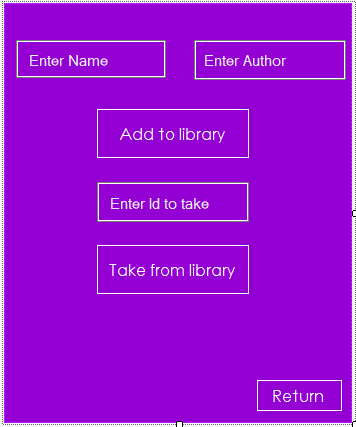 Enter Name
Enter Author
Add to library
Enter Id to take
Take from library
Return